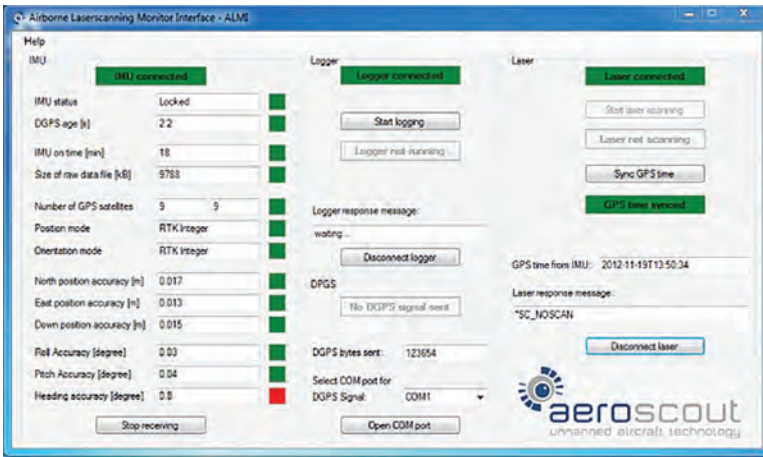 Airborne Laserscanning Monitor Interface - ALMI
Help
IMU
IMU connected
IMU status Locked
DGPS age [s] 2.2
IMU on time [min] 18
Size of raw data file [kB] 9788
Number of GPS satellites 9 9
Position mode RTK Integer
Orientation mode RTK Integer
North position accuracy [m] 0.017
East position accuracy [m] 0.013
Down position accuracy [m] 0.015
Roll Accuracy [degree] 0.03
Pitch Accuracy [degree] 0.04
Heading accuracy [degree] 0.8
Stop receiving
Logger
Logger connected
Start logging
Logger not running
Logger response message:
waiting...
Disconnect logger
DPGS
No DGPS signal sent
DGPS bytes sent: 123654
Select COM port for
DGPS Signal: COM1
Open COM port
Laser
Laser connected
Start laser scanning
Laser not scanning
Sync GPS time
GPS time synced
GPS time from IMU: 2012-11-19T13:50:34
Laser response message:
*SC_NOSCAN
Disconnect laser
aeroscout
unmanned aircraft technology